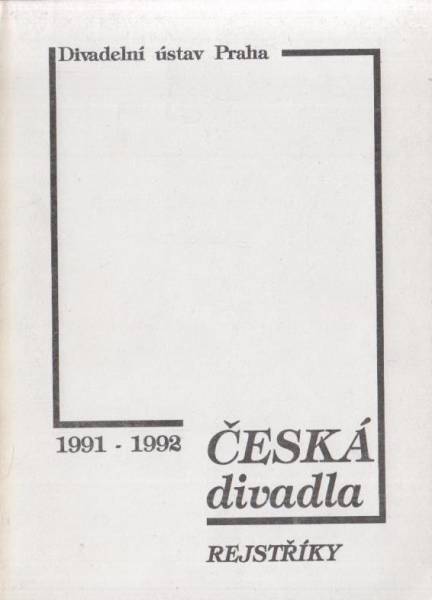 Divadelní ústav Praha
1991 - 1992
ČESKÁ
divadla
REJSTŘÍKY